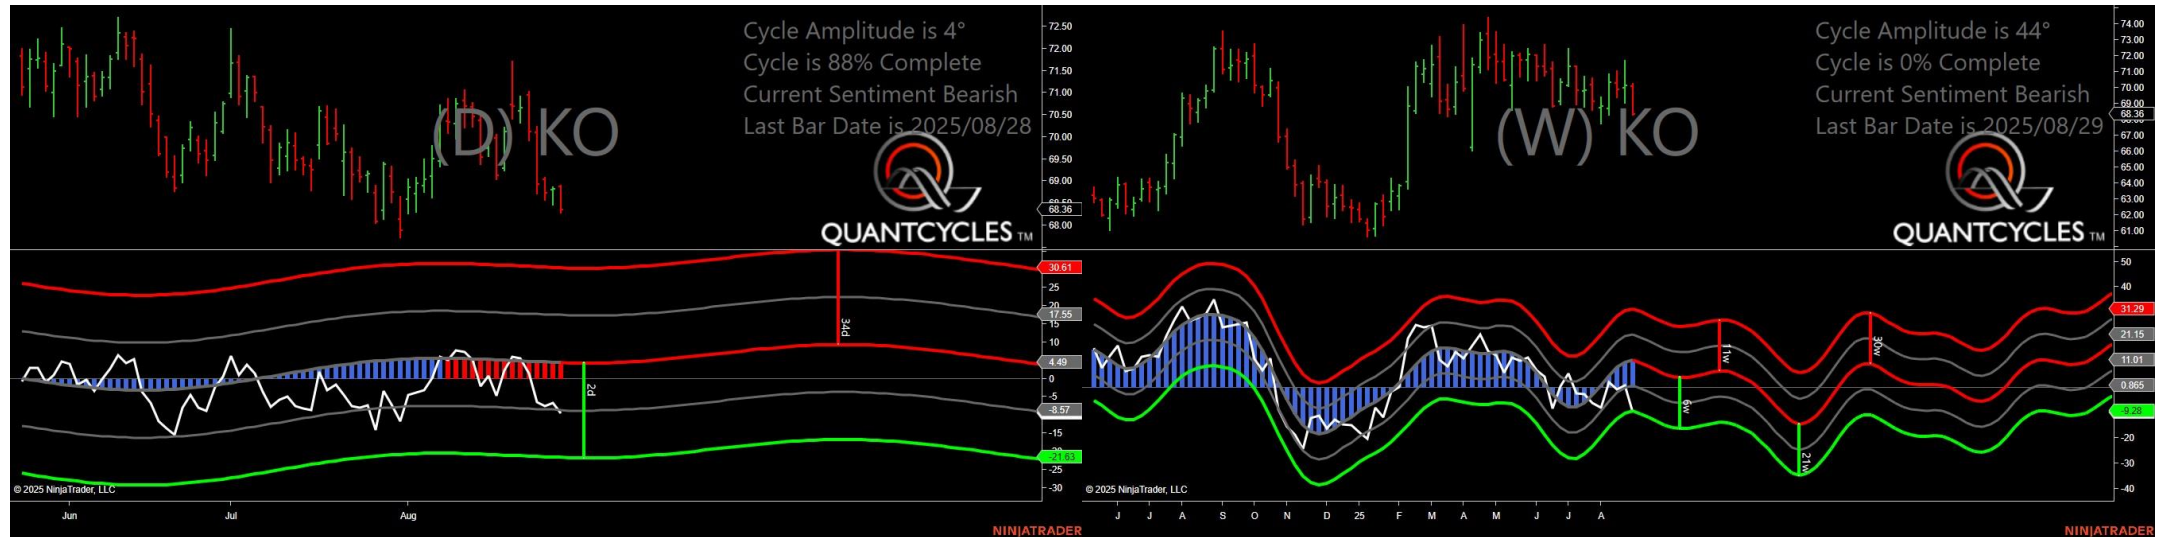 Cycle Amplitude is 4°
Cycle is 88% Complete
Current Sentiment Bearish
Last Bar Date is 2025/08/28
(D) KO
QUANTCYCLES TM
72.50
72.00
71.50
71.00
70.50
70.00
69.50
69.00
68.36
68.00
30.61
25
20
17.55
15
10
4.49
0
-5
-8.57
-15
-21.63
-25
-30
34d
2d
© 2025 NinjaTrader, LLC
Jun
Jul
Aug
NINJATRADER
Cycle Amplitude is 44°
Cycle is 0% Complete
Current Sentiment Bearish
Last Bar Date is 2025/08/29
(W) KO
QUANTCYCLES TM
74.00
73.00
72.00
71.00
70.00
69.00
68.36
67.00
66.00
65.00
64.00
63.00
62.00
61.00
50
40
31.29
21.15
11.01
0.865
-9.28
-20
-30
-40
11w
30w
6w
21w
© 2025 NinjaTrader, LLC
J J A S O N D 25 F M A M J J A
NINJATRADER